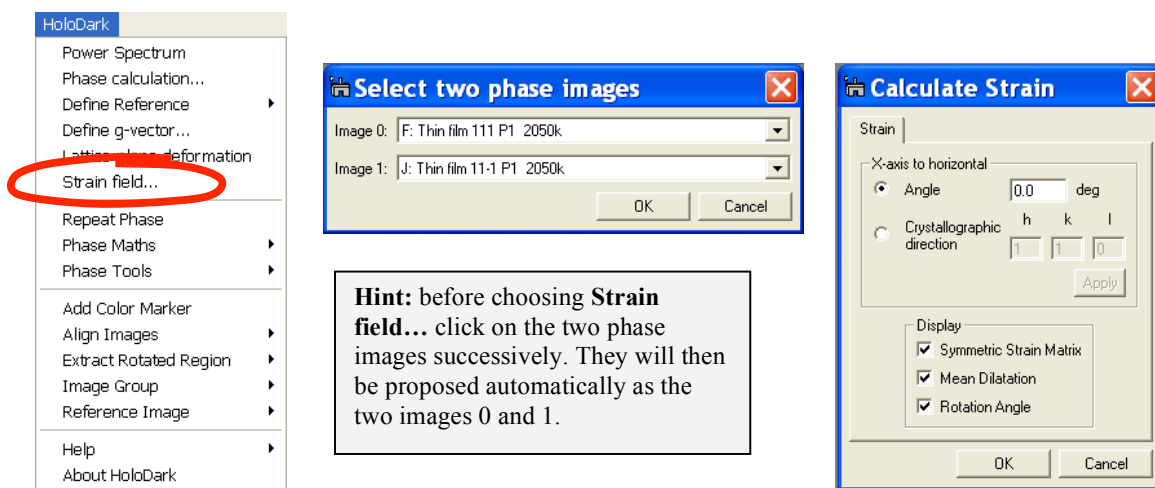 HoloDark
Power Spectrum
Phase calculation...
Define Reference
Define g-vector...
Lattice plane deformation
Strain field...
Repeat Phase
Phase Maths
Phase Tools
Add Color Marker
Align Images
Extract Rotated Region
Image Group
Reference Image
Help
About HoloDark
Select two phase images
Image 0: F: Thin film 111 P1 2050k
Image 1: J: Thin film 11-1 P1 2050k
OK Cancel
Hint: before choosing Strain
field… click on the two phase
images successively. They will then
be proposed automatically as the
two images 0 and 1.
Calculate Strain
Strain
X-axis to horizontal
Angle 0.0 deg
h k l
Crystallographic
direction 1 1 0
Apply
Display
Symmetric Strain Matrix
Mean Dilatation
Rotation Angle
OK Cancel